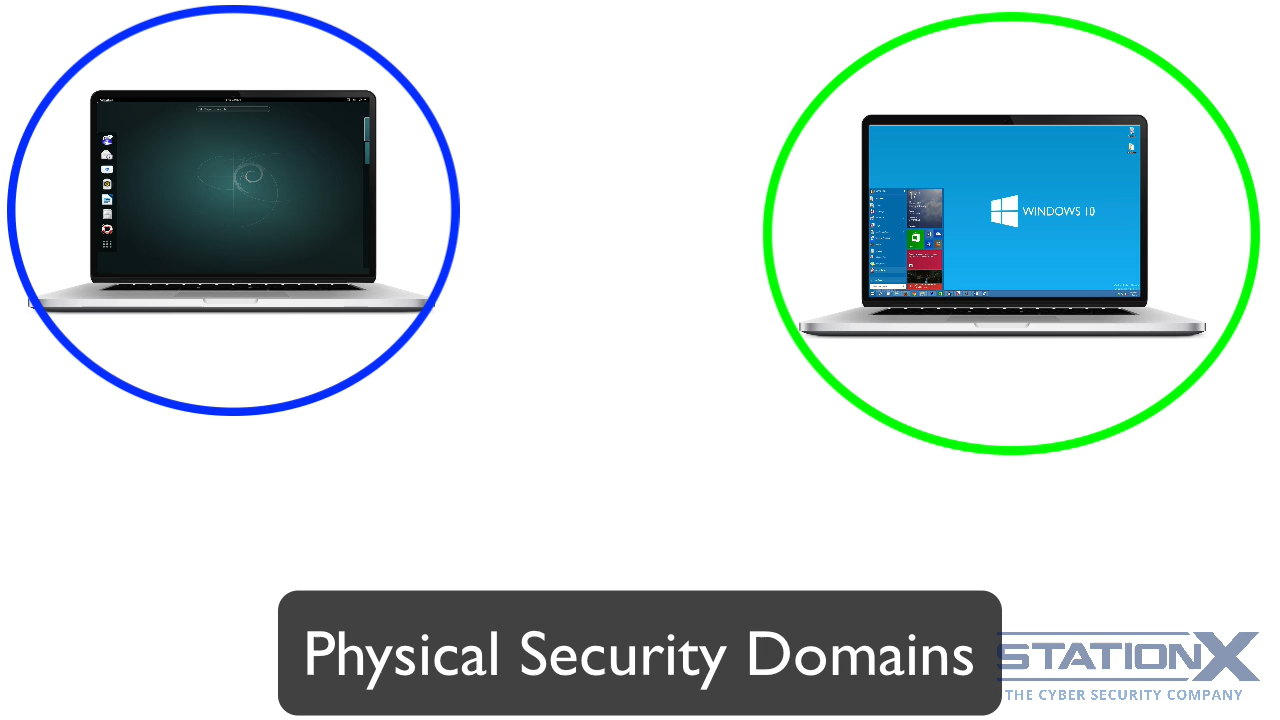 WINDOWS 10
Physical Security Domains
STATIONX
THE CYBER SECURITY COMPANY